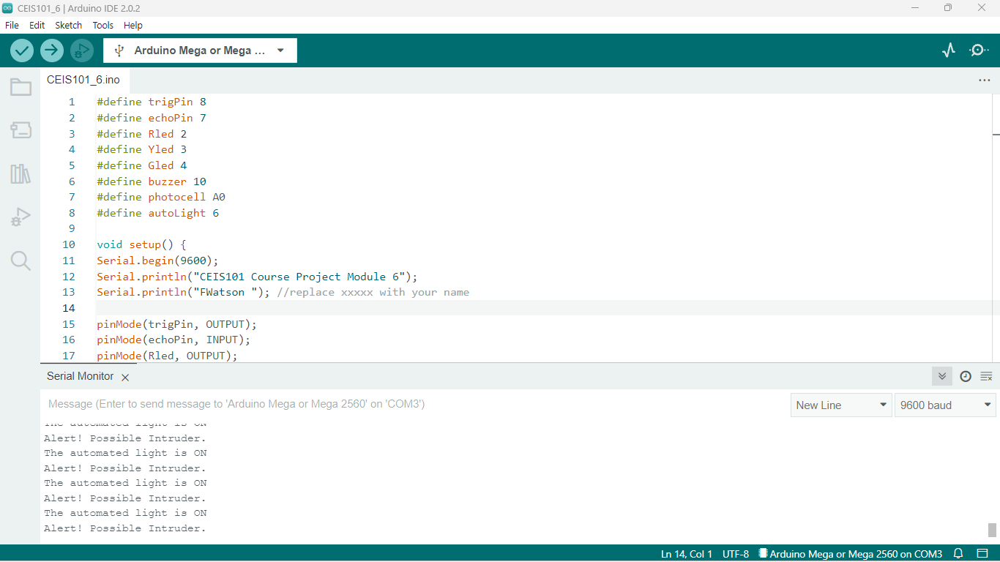 CEIS101_6 | Arduino IDE 2.0.2
File Edit Sketch Tools Help
Arduino Mega or Mega ...
CEIS101_6.ino
1 #define trigPin 8
2 #define echoPin 7
3 #define Rled 2
4 #define Yled 3
5 #define Gled 4
6 #define buzzer 10
7 #define photocell A0
8 #define autoLight 6
9
10 void setup() {
11 Serial.begin(9600);
12 Serial.println("CEIS101 Course Project Module 6");
13 Serial.println("FWatson "); //replace xxxxx with your name
14
15 pinMode(trigPin, OUTPUT);
16 pinMode(echoPin, INPUT);
17 pinMode(Rled, OUTPUT);
Serial Monitor
Message (Enter to send message to 'Arduino Mega or Mega 2560' on 'COM3')
New Line
9600 baud
The automated light is ON
Alert! Possible Intruder.
The automated light is ON
Alert! Possible Intruder.
The automated light is ON
Alert! Possible Intruder.
The automated light is ON
Alert! Possible Intruder.
Ln 14, Col 1 UTF-8 Arduino Mega or Mega 2560 on COM3